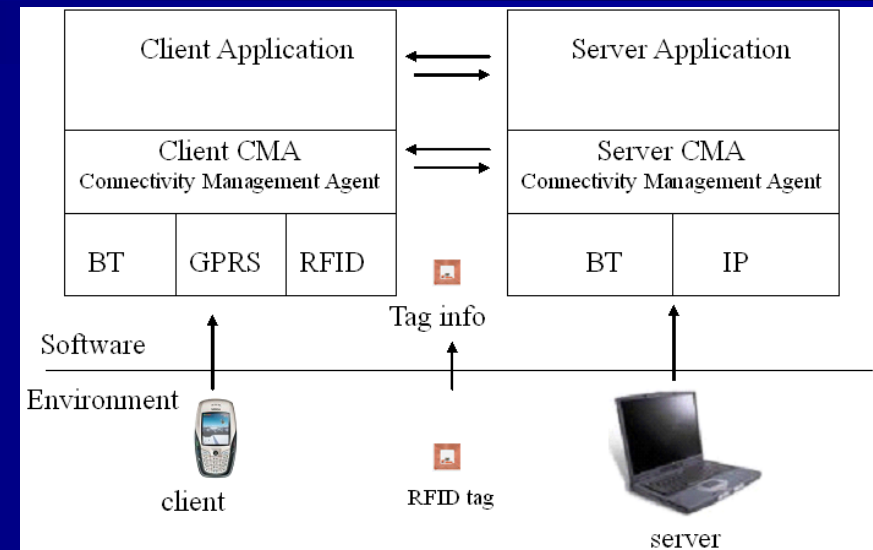 Client Application
Server Application
Client CMA
Connectivity Management Agent
Server CMA
Connectivity Management Agent
BT
GPRS
RFID
BT
IP
Tag info
Software
Environment
client
RFID tag
server